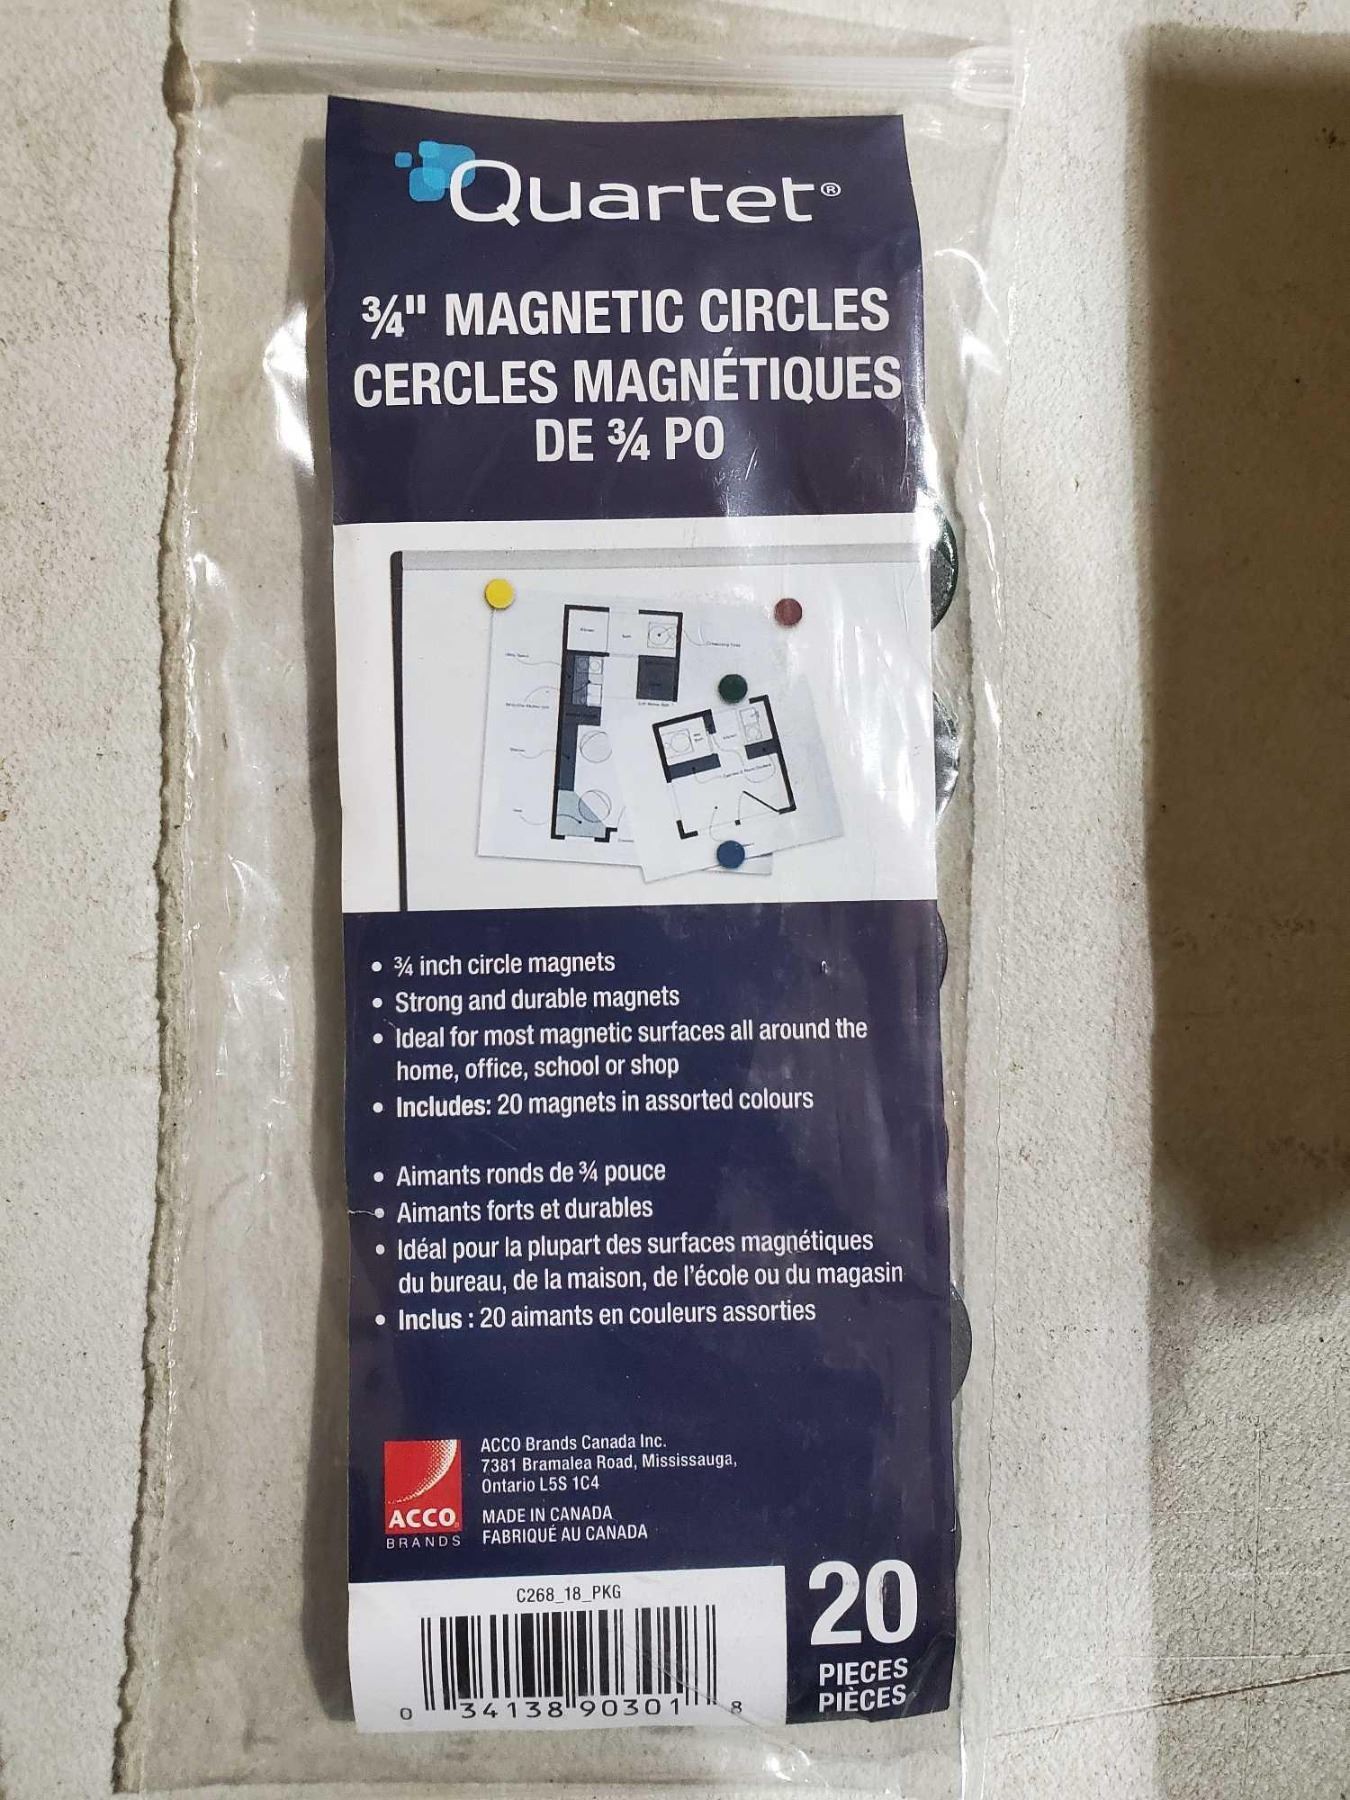 Quartet®
¾" MAGNETIC CIRCLES
CERCLES MAGNÉTIQUES
DE ¾ PO
• ¾ inch circle magnets
• Strong and durable magnets
• Ideal for most magnetic surfaces all around the
home, office, school or shop
• Includes: 20 magnets in assorted colours
• Aimants ronds de ¾ pouce
• Aimants forts et durables
• Idéal pour la plupart des surfaces magnétiques
du bureau, de la maison, de l'école ou du magasin
• Inclus : 20 aimants en couleurs assorties
ACCO
BRANDS
ACCO Brands Canada Inc.
7381 Bramalea Road, Mississauga,
Ontario L5S 1C4
MADE IN CANADA
FABRIQUÉ AU CANADA
C268_18_PKG
0 34138 90301 8
20
PIECES
PIÈCES